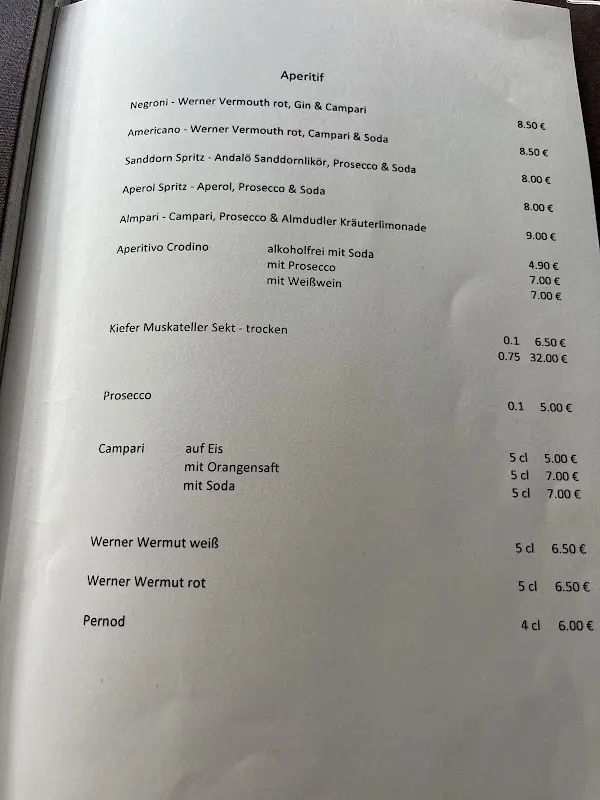 Aperitif
Negroni - Werner Vermouth rot, Gin & Campari 8.50 €
Americano - Werner Vermouth rot, Campari & Soda 8.50 €
Sanddorn Spritz - Andalö Sanddornlikör, Prosecco & Soda 8.00 €
Aperol Spritz - Aperol, Prosecco & Soda 8.00 €
Almpari - Campari, Prosecco & Almdudler Kräuterlimonade 9.00 €
Aperitivo Crodino alkoholfrei mit Soda 4.90 €
mit Prosecco 7.00 €
mit Weißwein 7.00 €
Kiefer Muskateller Sekt - trocken 0.1 6.50 €
0.75 32.00 €
Prosecco 0.1 5.00 €
Campari auf Eis 5 cl 5.00 €
mit Orangensaft 5 cl 7.00 €
mit Soda 5 cl 7.00 €
Werner Wermut weiß 5 cl 6.50 €
Werner Wermut rot 5 cl 6.50 €
Pernod 4 cl 6.00 €